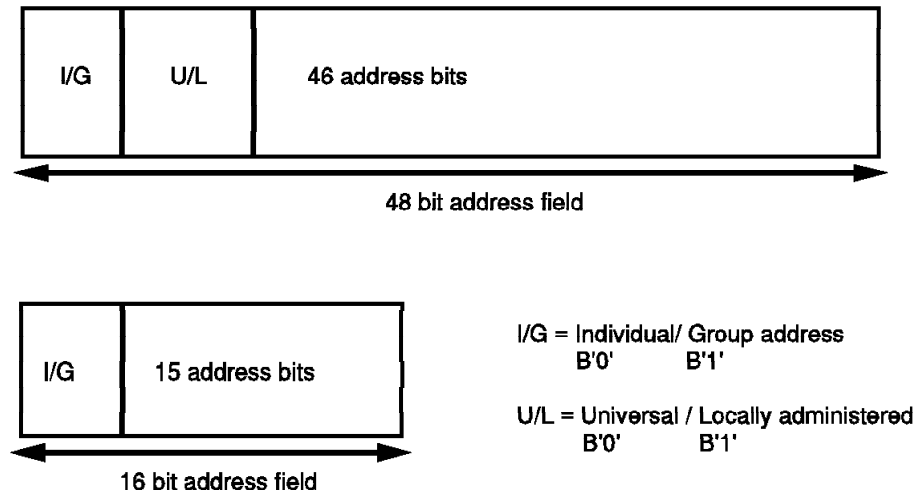 I/G U/L 46 address bits
48 bit address field
I/G 15 address bits
16 bit address field
I/G = Individual/ Group address
B'0' B'1'
U/L = Universal / Locally administered
B'0' B'1'